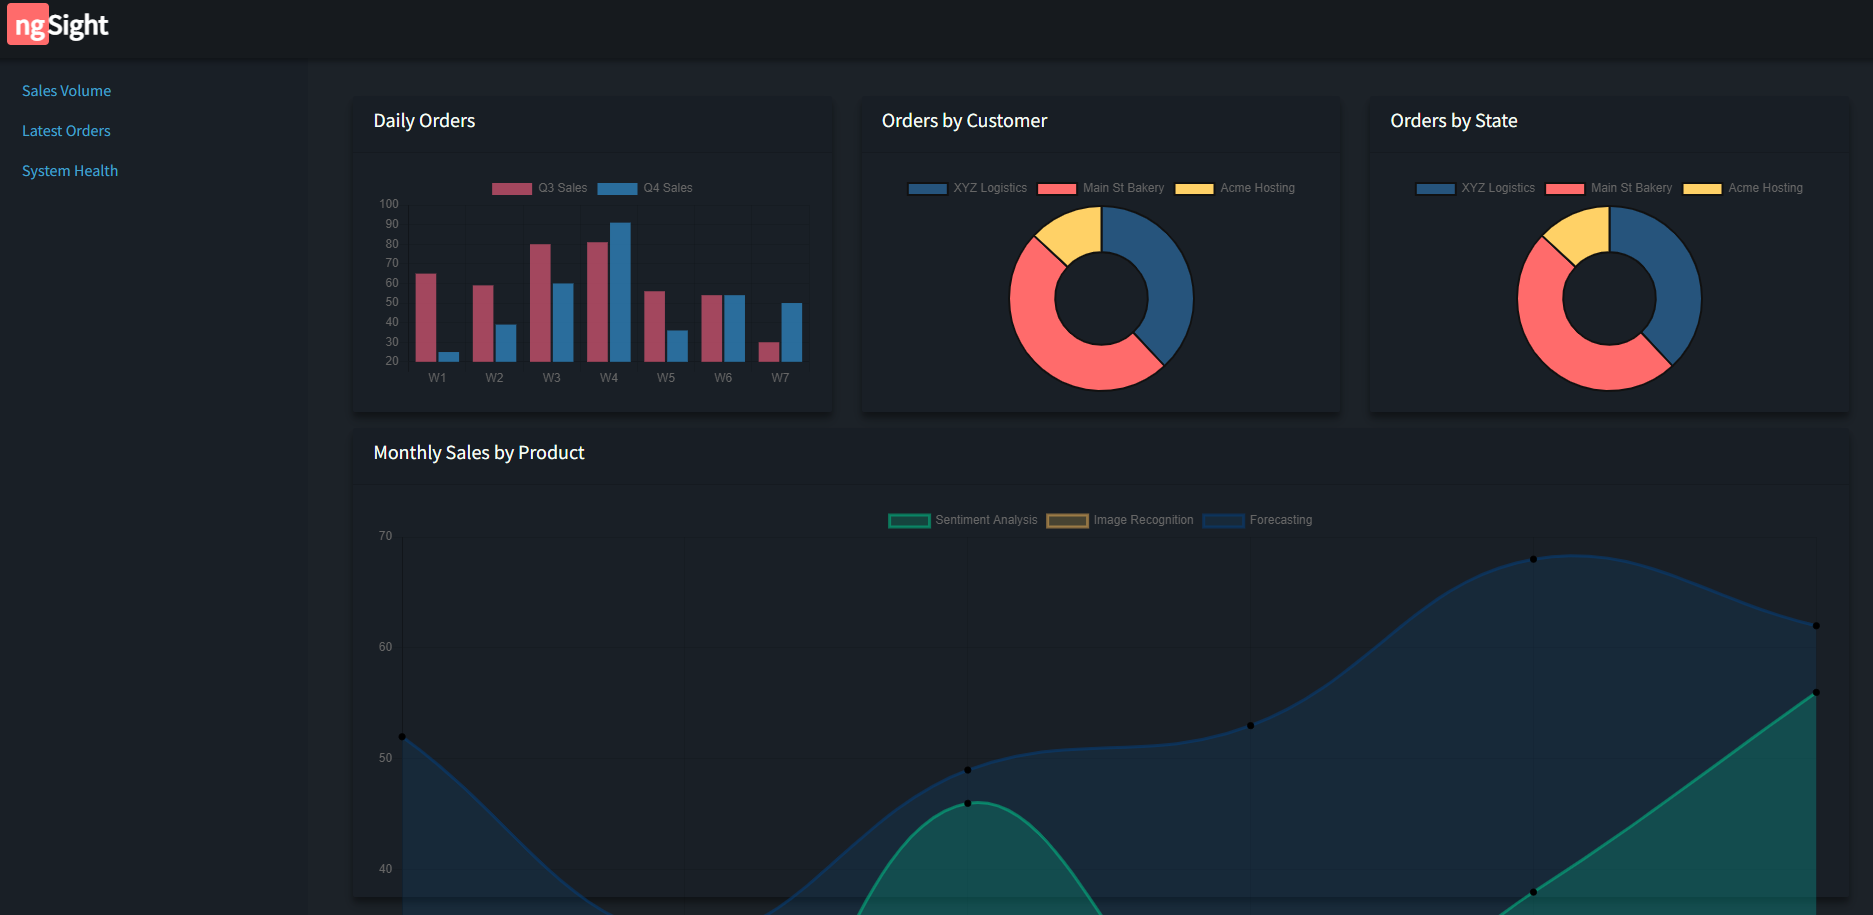 ngSight
Sales Volume
Latest Orders
System Health
Daily Orders
Q3 Sales Q4 Sales
100
90
80
70
60
50
40
30
20
W1 W2 W3 W4 W5 W6 W7
Orders by Customer
XYZ Logistics Main St Bakery Acme Hosting
Orders by State
XYZ Logistics Main St Bakery Acme Hosting
Monthly Sales by Product
Sentiment Analysis Image Recognition Forecasting
70
60
50
40